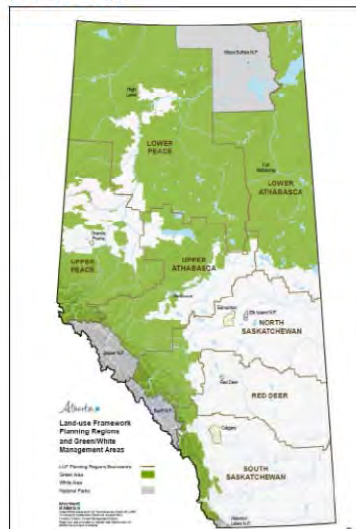 Wood Buffalo N.P.
High Level
LOWER
PEACE
Fort McMurray
LOWER
ATHABASCA
Grande Prairie
UPPER
PEACE
UPPER
ATHABASCA
Edmonton
Elk Island N.P.
NORTH
SASKATCHEWAN
Jasper N.P.
Red Deer
Banff N.P.
RED DEER
Calgary
SOUTH
SASKATCHEWAN
Waterton
Lakes N.P.
Alberta
Land-use Framework
Planning Regions
and Green/White
Management Areas
LUF Planning Regions Boundaries
Green Area
White Area
National Parks